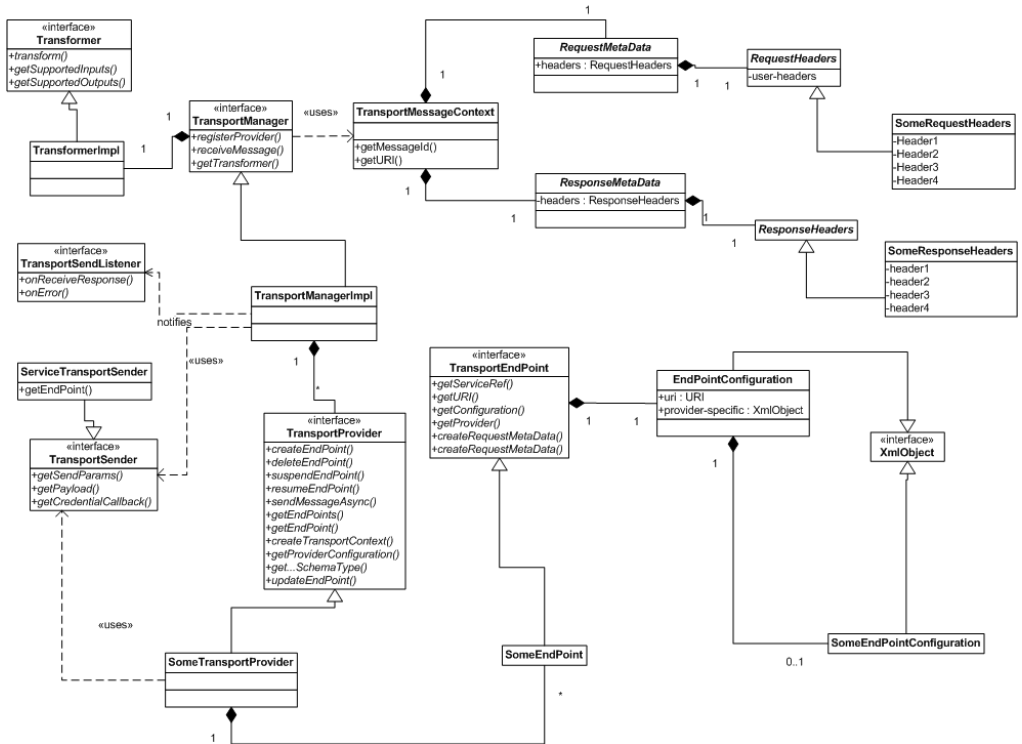 «interface»
Transformer
+transform()
+getSupportedInputs()
+getSupportedOutputs()
TransformerImpl
1
1
«interface»
TransportManager
+registerProvider()
+receiveMessage()
+getTransformer()
«uses»
TransportMessageContext
+getMessageId()
+getURI()
1
1
RequestMetaData
+headers : RequestHeaders
1
1
RequestHeaders
-user-headers
SomeRequestHeaders
-Header1
-Header2
-Header3
-Header4
1
1
ResponseMetaData
-headers : ResponseHeaders
1
1
ResponseHeaders
SomeResponseHeaders
-header1
-header2
-header3
-header4
«interface»
TransportSendListener
+onReceiveResponse()
+onError()
notifies
TransportManagerImpl
«uses»
1
*
ServiceTransportSender
+getEndPoint()
«interface»
TransportSender
+getSendParams()
+getPayload()
+getCredentialCallback()
«interface»
TransportProvider
+createEndPoint()
+deleteEndPoint()
+suspendEndPoint()
+resumeEndPoint()
+sendMessageAsync()
+getEndPoints()
+getEndPoint()
+createTransportContext()
+getProviderConfiguration()
+get...SchemaType()
+updateEndPoint()
«interface»
TransportEndPoint
+getServiceRef()
+getURI()
+getConfiguration()
+getProvider()
+createRequestMetaData()
+createRequestMetaData()
1
1
EndPointConfiguration
+uri : URI
+provider-specific : XmlObject
1
«interface»
XmlObject
«uses»
SomeTransportProvider
1
SomeEndPoint
*
SomeEndPointConfiguration
0..1